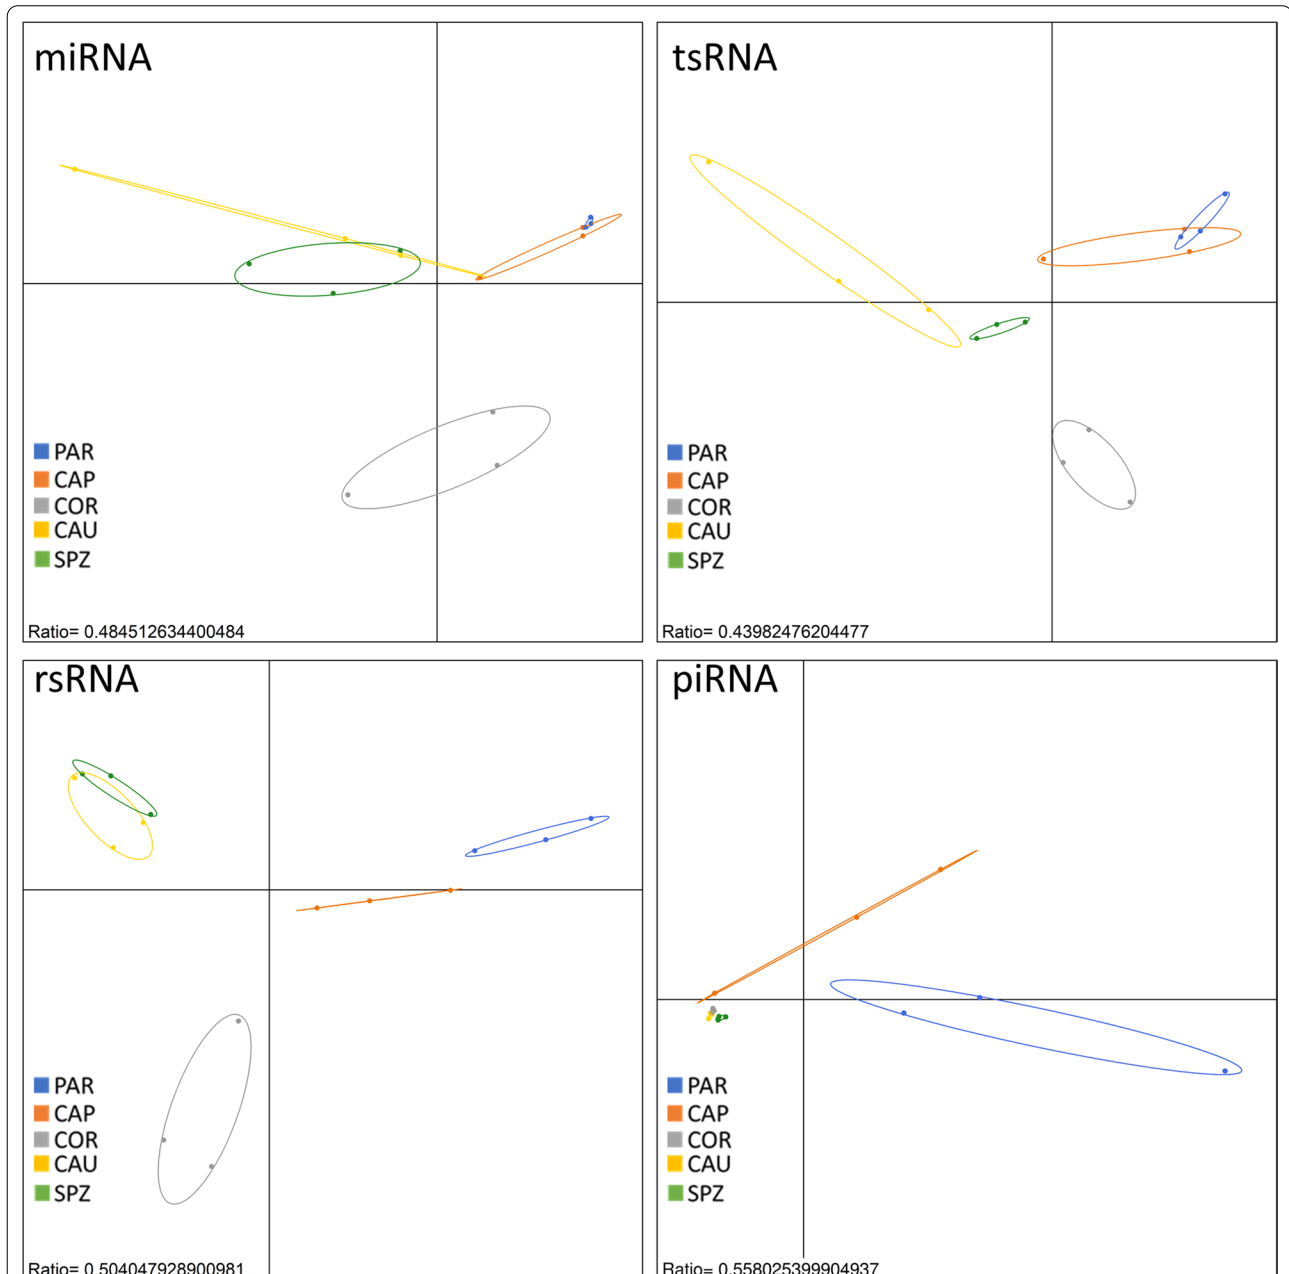 miRNA
PAR
CAP
COR
CAU
SPZ
Ratio= 0.484512634400484
tsRNA
PAR
CAP
COR
CAU
SPZ
Ratio= 0.43982476204477
rsRNA
PAR
CAP
COR
CAU
SPZ
Ratio= 0.504047928900981
piRNA
PAR
CAP
COR
CAU
SPZ
Ratio= 0.558025399904937